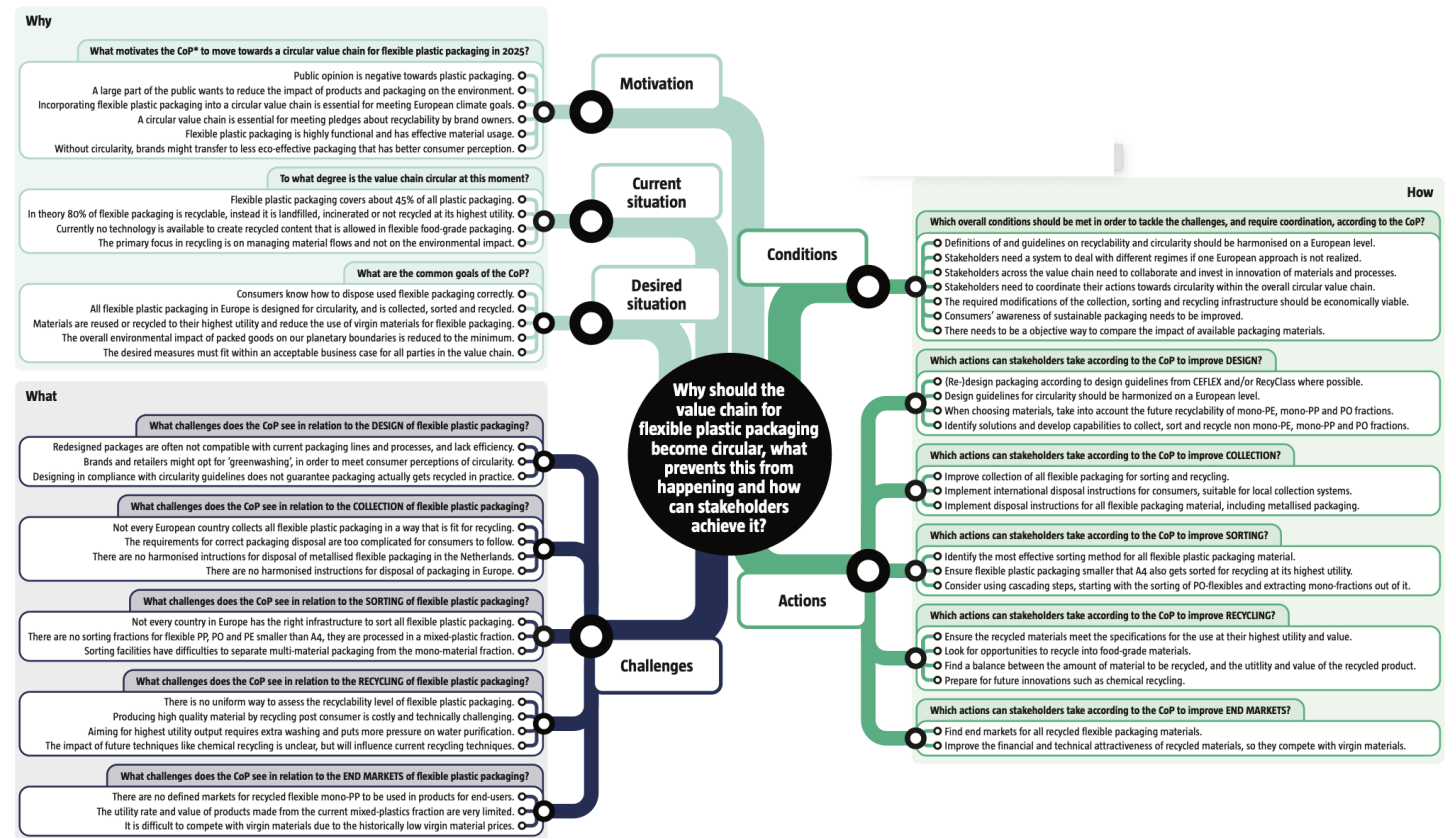 Why
What motivates the CoP* to move towards a circular value chain for flexible plastic packaging in 2025?
Public opinion is negative towards plastic packaging.
A large part of the public wants to reduce the impact of products and packaging on the environment.
Incorporating flexible plastic packaging into a circular value chain is essential for meeting European climate goals.
A circular value chain is essential for meeting pledges about recyclability by brand owners.
Flexible plastic packaging is highly functional and has effective material usage.
Without circularity, brands might transfer to less eco-effective packaging that has better consumer perception.
To what degree is the value chain circular at this moment?
Flexible plastic packaging covers about 45% of all plastic packaging.
In theory 80% of flexible packaging is recyclable, instead it is landfilled, incinerated or not recycled at its highest utility.
Currently no technology is available to create recycled content that is allowed in flexible food-grade packaging.
The primary focus in recycling is on managing material flows and not on the environmental impact.
What are the common goals of the CoP?
Consumers know how to dispose used flexible packaging correctly.
All flexible plastic packaging in Europe is designed for circularity, and is collected, sorted and recycled.
Materials are reused or recycled to their highest utility and reduce the use of virgin materials for flexible packaging.
The overall environmental impact of packed goods on our planetary boundaries is reduced to the minimum.
The desired measures must fit within an acceptable business case for all parties in the value chain.
Motivation
Current
situation
Desired
situation
What
What challenges does the CoP see in relation to the DESIGN of flexible plastic packaging?
Redesigned packages are often not compatible with current packaging lines and processes, and lack efficiency.
Brands and retailers might opt for ‘greenwashing’, in order to meet consumer perceptions of circularity.
Designing in compliance with circularity guidelines does not guarantee packaging actually gets recycled in practice.
What challenges does the CoP see in relation to the COLLECTION of flexible plastic packaging?
Not every European country collects all flexible plastic packaging in a way that is fit for recycling.
The requirements for correct packaging disposal are too complicated for consumers to follow.
There are no harmonised intructions for disposal of metallised flexible packaging in the Netherlands.
There are no harmonised instructions for disposal of packaging in Europe.
What challenges does the CoP see in relation to the SORTING of flexible plastic packaging?
Not every country in Europe has the right infrastructure to sort all flexible plastic packaging.
There are no sorting fractions for flexible PP, PO and PE smaller than A4, they are processed in a mixed-plastic fraction.
Sorting facilities have difficulties to separate multi-material packaging from the mono-material fraction.
What challenges does the CoP see in relation to the RECYCLING of flexible plastic packaging?
There is no uniform way to assess the recyclability level of flexible plastic packaging.
Producing high quality material by recycling post consumer is costly and technically challenging.
Aiming for highest utility output requires extra washing and puts more pressure on water purification.
The impact of future techniques like chemical recycling is unclear, but will influence current recycling techniques.
What challenges does the CoP see in relation to the END MARKETS of flexible plastic packaging?
There are no defined markets for recycled flexible mono-PP to be used in products for end-users.
The utility rate and value of products made from the current mixed-plastics fraction are very limited.
It is difficult to compete with virgin materials due to the historically low virgin material prices.
Challenges
Why should the
value chain for
flexible plastic packaging
become circular, what
prevents this from
happening and how
can stakeholders
achieve it?
Conditions
Actions
How
Which overall conditions should be met in order to tackle the challenges, and require coordination, according to the CoP?
Definitions of and guidelines on recyclability and circularity should be harmonised on a European level.
Stakeholders need a system to deal with different regimes if one European approach is not realized.
Stakeholders across the value chain need to collaborate and invest in innovation of materials and processes.
Stakeholders need to coordinate their actions towards circularity within the overall circular value chain.
The required modifications of the collection, sorting and recycling infrastructure should be economically viable.
Consumers’ awareness of sustainable packaging needs to be improved.
There needs to be a objective way to compare the impact of available packaging materials.
Which actions can stakeholders take according to the CoP to improve DESIGN?
(Re-)design packaging according to design guidelines from CEFLEX and/or RecyClass where possible.
Design guidelines for circularity should be harmonized on a European level.
When choosing materials, take into account the future recyclability of mono-PE, mono-PP and PO fractions.
Identify solutions and develop capabilities to collect, sort and recycle non mono-PE, mono-PP and PO fractions.
Which actions can stakeholders take according to the CoP to improve COLLECTION?
Improve collection of all flexible packaging for sorting and recycling.
Implement international disposal instructions for consumers, suitable for local collection systems.
Implement disposal instructions for all flexible packaging material, including metallised packaging.
Which actions can stakeholders take according to the CoP to improve SORTING?
Identify the most effective sorting method for all flexible plastic packaging material.
Ensure flexible plastic packaging smaller that A4 also gets sorted for recycling at its highest utility.
Consider using cascading steps, starting with the sorting of PO-flexibles and extracting mono-fractions out of it.
Which actions can stakeholders take according to the CoP to improve RECYCLING?
Ensure the recycled materials meet the specifications for the use at their highest utility and value.
Look for opportunities to recycle into food-grade materials.
Find a balance between the amount of material to be recycled, and the utitlity and value of the recycled product.
Prepare for future innovations such as chemical recycling.
Which actions can stakeholders take according to the CoP to improve END MARKETS?
Find end markets for all recycled flexible packaging materials.
Improve the financial and technical attractiveness of recycled materials, so they compete with virgin materials.